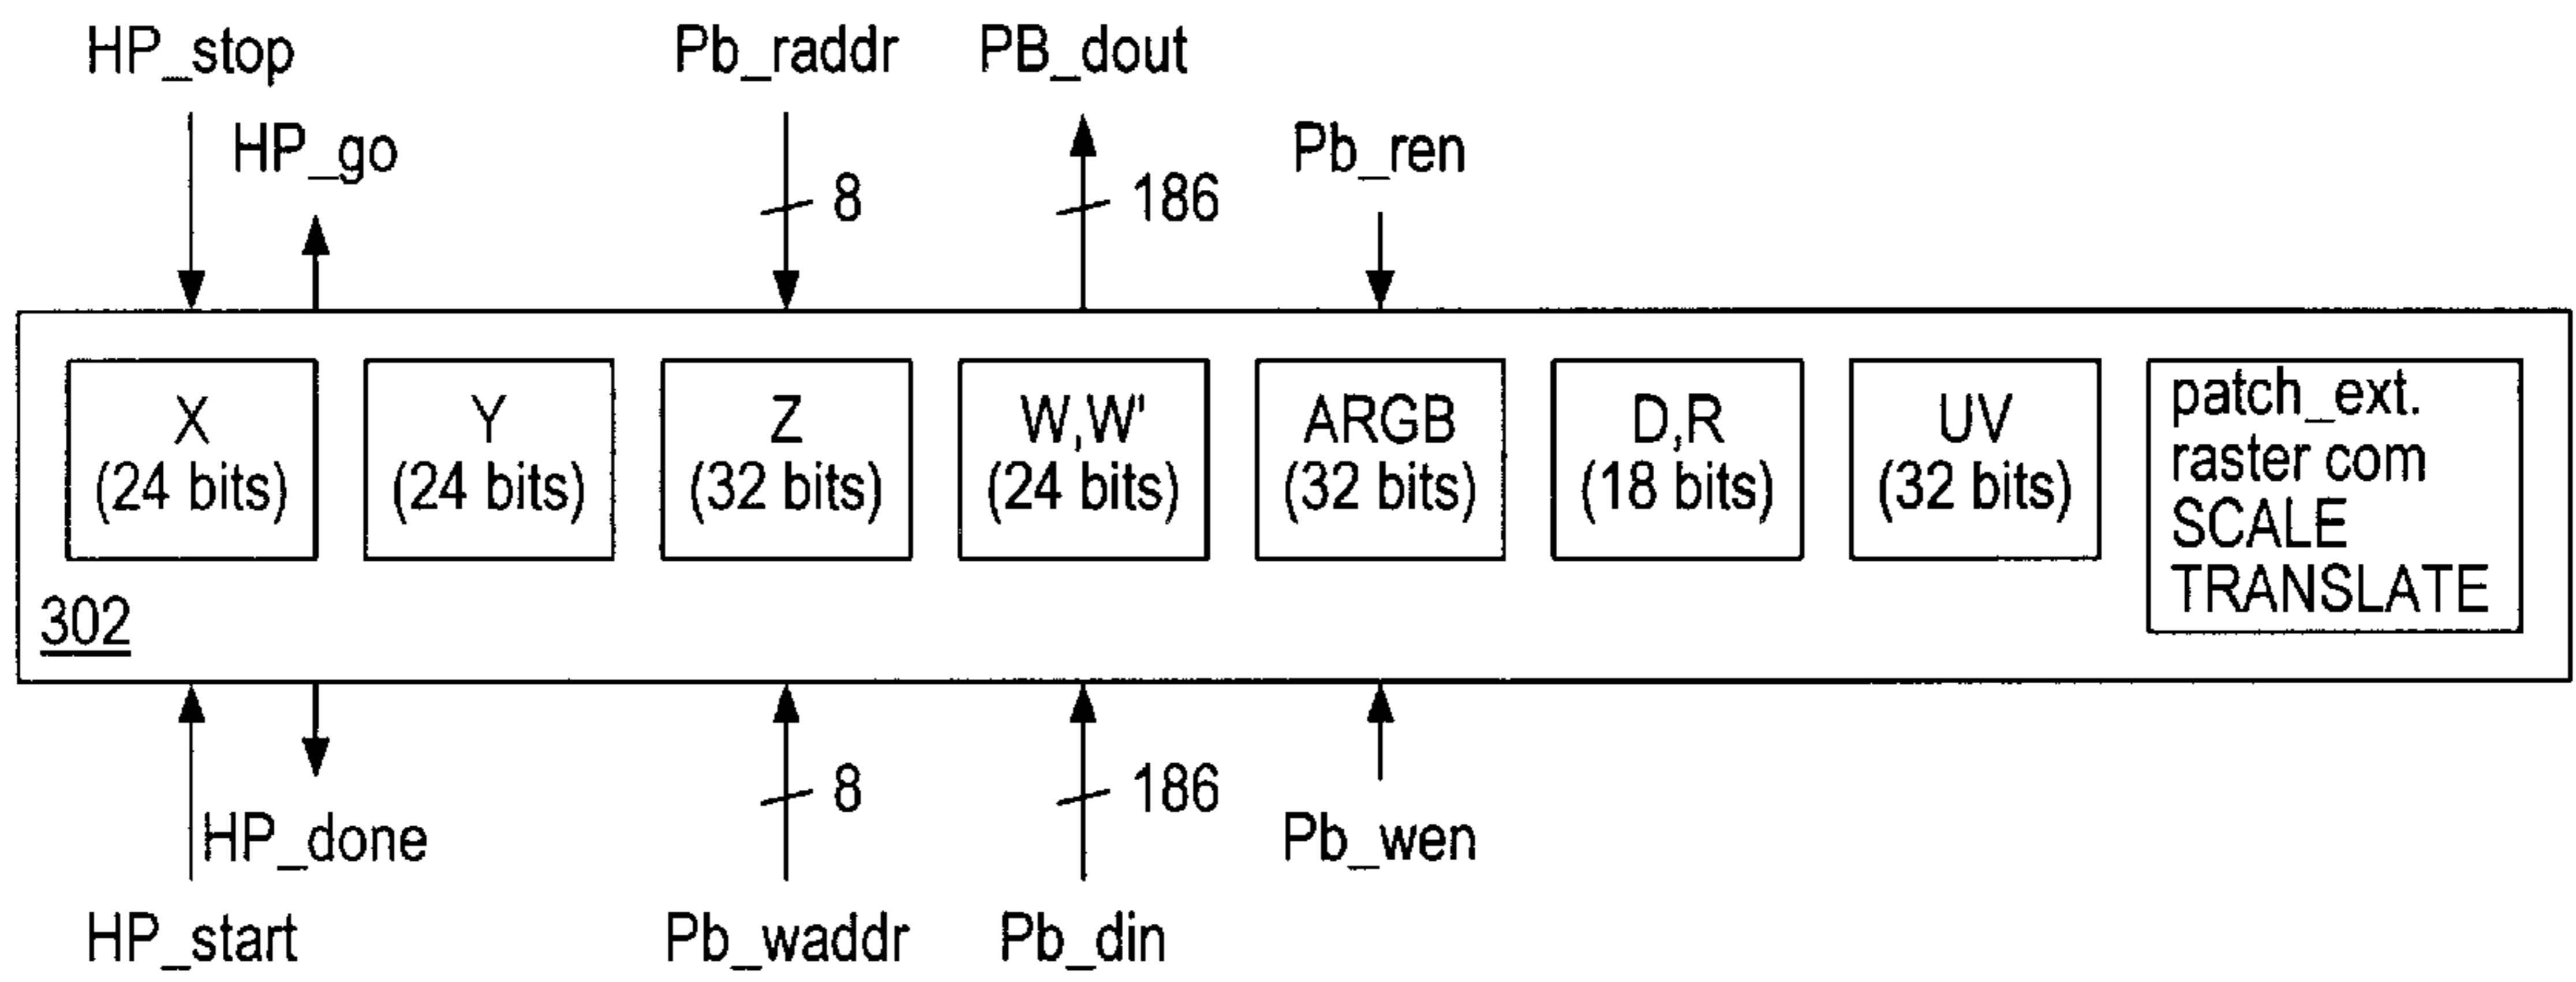 HP_stop
Pb_raddr
PB_dout
HP_go
Pb_ren
8
186
X
(24 bits)
Y
(24 bits)
Z
(32 bits)
W,W'
(24 bits)
ARGB
(32 bits)
D,R
(18 bits)
UV
(32 bits)
patch_ext.
raster com
SCALE
TRANSLATE
302
8
186
HP_done
Pb_wen
HP_start
Pb_waddr
Pb_din